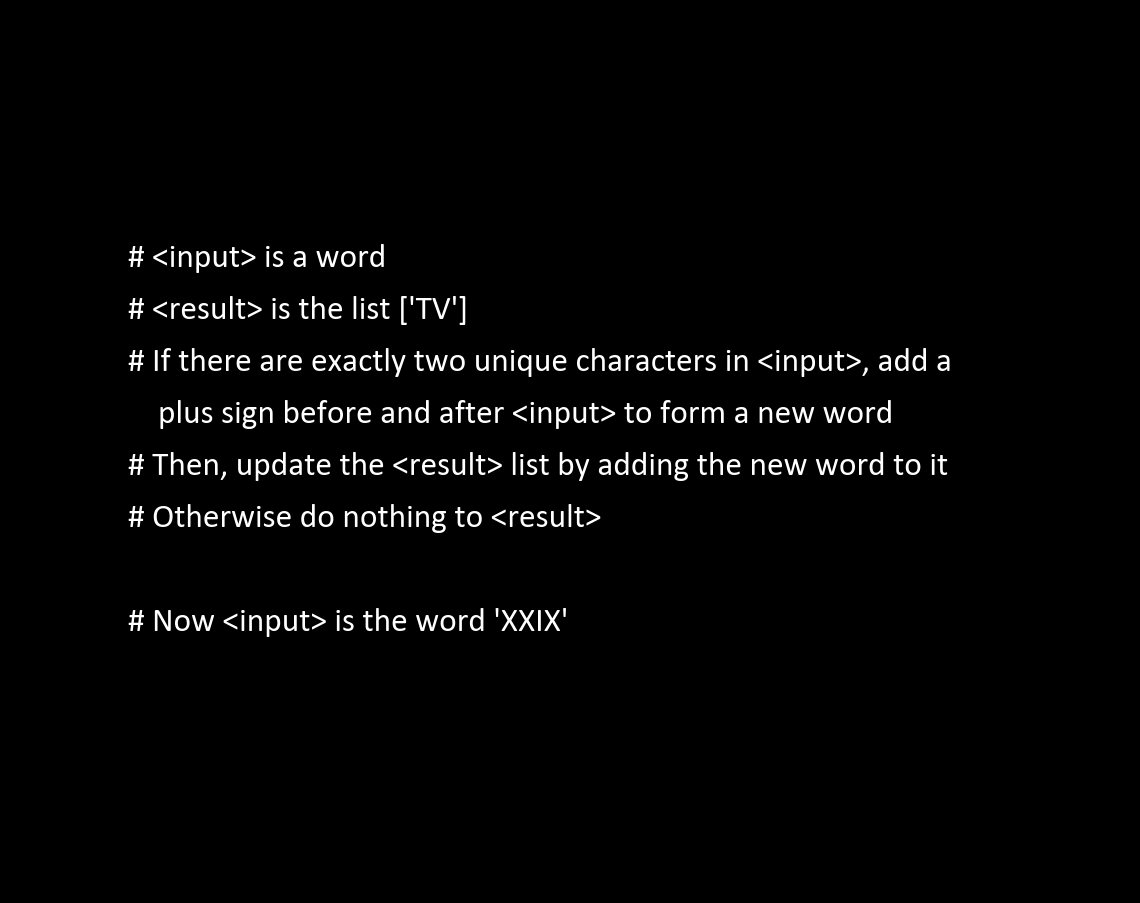 # <input> is a word
# <result> is the list ['TV']
# If there are exactly two unique characters in <input>, add a
plus sign before and after <input> to form a new word
# Then, update the <result> list by adding the new word to it
# Otherwise do nothing to <result>
# Now <input> is the word 'XXIX'